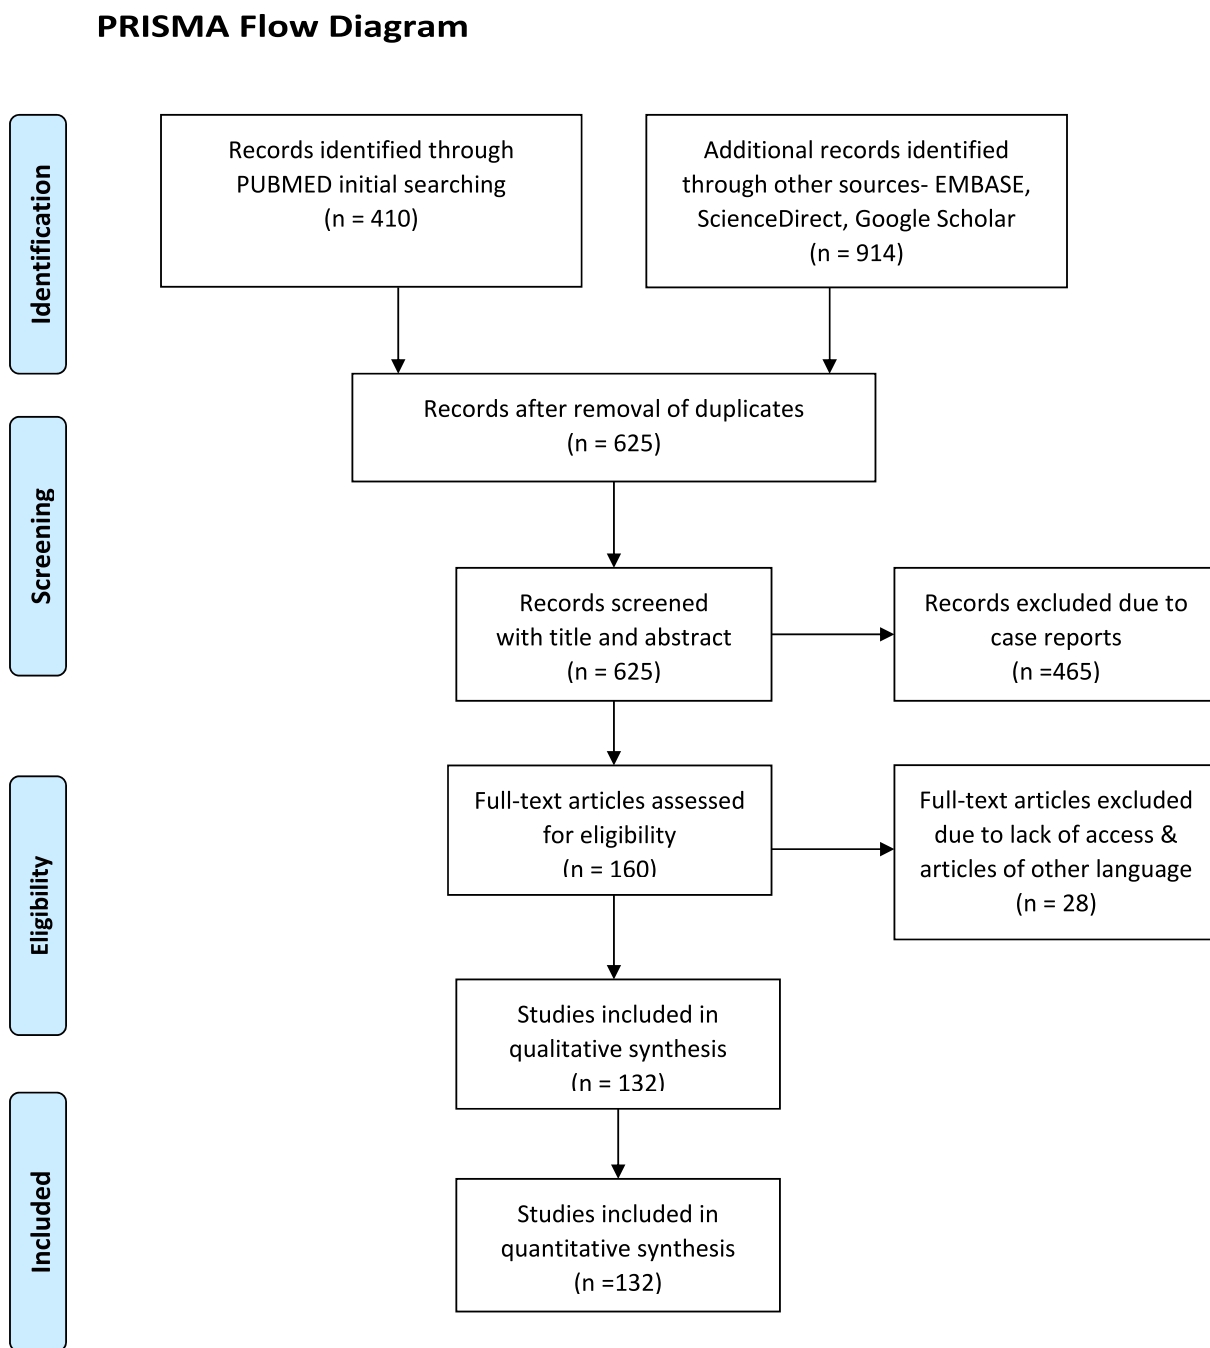 PRISMA Flow Diagram
Identification
Records identified through
PUBMED initial searching
(n = 410)
Additional records identified
through other sources- EMBASE,
ScienceDirect, Google Scholar
(n = 914)
Records after removal of duplicates
(n = 625)
Screening
Records screened
with title and abstract
(n = 625)
Records excluded due to
case reports
(n =465)
Eligibility
Full-text articles assessed
for eligibility
(n = 160)
Full-text articles excluded
due to lack of access &
articles of other language
(n = 28)
Studies included in
qualitative synthesis
(n = 132)
Included
Studies included in
quantitative synthesis
(n =132)